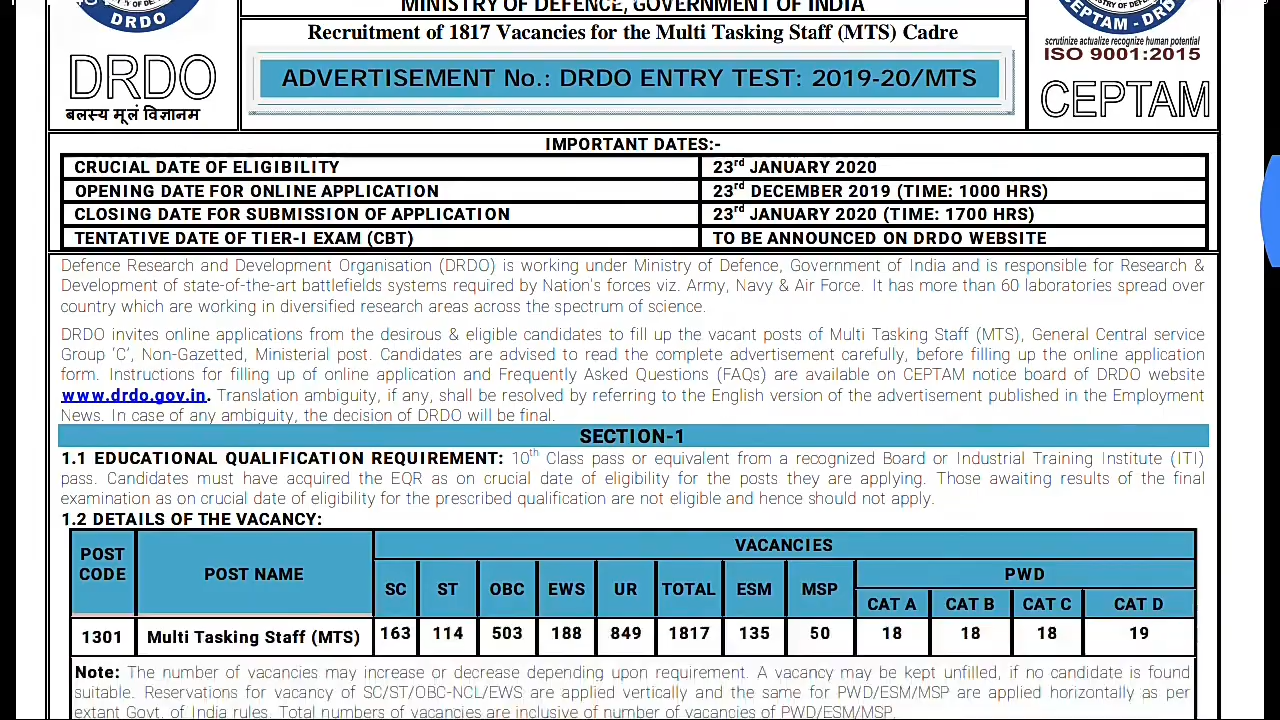 MINISTRY OF DEFENCE, GOVERNMENT OF INDIA
Recruitment of 1817 Vacancies for the Multi Tasking Staff (MTS) Cadre
ADVERTISEMENT No.: DRDO ENTRY TEST: 2019-20/MTS
DRDO
DRDO
बलस्य मूलं विज्ञानम
CEPTAM - DRDO
scrutinize actualize recognize human potential
ISO 9001:2015
CEPTAM
IMPORTANT DATES:-
CRUCIAL DATE OF ELIGIBILITY 23rd JANUARY 2020
OPENING DATE FOR ONLINE APPLICATION 23rd DECEMBER 2019 (TIME: 1000 HRS)
CLOSING DATE FOR SUBMISSION OF APPLICATION 23rd JANUARY 2020 (TIME: 1700 HRS)
TENTATIVE DATE OF TIER-I EXAM (CBT) TO BE ANNOUNCED ON DRDO WEBSITE
Defence Research and Development Organisation (DRDO) is working under Ministry of Defence, Government of India and is responsible for Research &
Development of state-of-the-art battlefields systems required by Nation's forces viz. Army, Navy & Air Force. It has more than 60 laboratories spread over
country which are working in diversified research areas across the spectrum of science.
DRDO invites online applications from the desirous & eligible candidates to fill up the vacant posts of Multi Tasking Staff (MTS), General Central service
Group ‘C’, Non-Gazetted, Ministerial post. Candidates are advised to read the complete advertisement carefully, before filling up the online application
form. Instructions for filling up of online application and Frequently Asked Questions (FAQs) are available on CEPTAM notice board of DRDO website
www.drdo.gov.in. Translation ambiguity, if any, shall be resolved by referring to the English version of the advertisement published in the Employment
News. In case of any ambiguity, the decision of DRDO will be final.
SECTION-1
1.1 EDUCATIONAL QUALIFICATION REQUIREMENT: 10th Class pass or equivalent from a recognized Board or Industrial Training Institute (ITI)
pass. Candidates must have acquired the EQR as on crucial date of eligibility for the posts they are applying. Those awaiting results of the final
examination as on crucial date of eligibility for the prescribed qualification are not eligible and hence should not apply.
1.2 DETAILS OF THE VACANCY:
POST CODE POST NAME VACANCIES
SC ST OBC EWS UR TOTAL ESM MSP PWD
CAT A CAT B CAT C CAT D
1301 Multi Tasking Staff (MTS) 163 114 503 188 849 1817 135 50 18 18 18 19
Note: The number of vacancies may increase or decrease depending upon requirement. A vacancy may be kept unfilled, if no candidate is found
suitable. Reservations for vacancy of SC/ST/OBC-NCL/EWS are applied vertically and the same for PWD/ESM/MSP are applied horizontally as per
extant Govt. of India rules. Total numbers of vacancies are inclusive of number of vacancies of PWD/ESM/MSP.